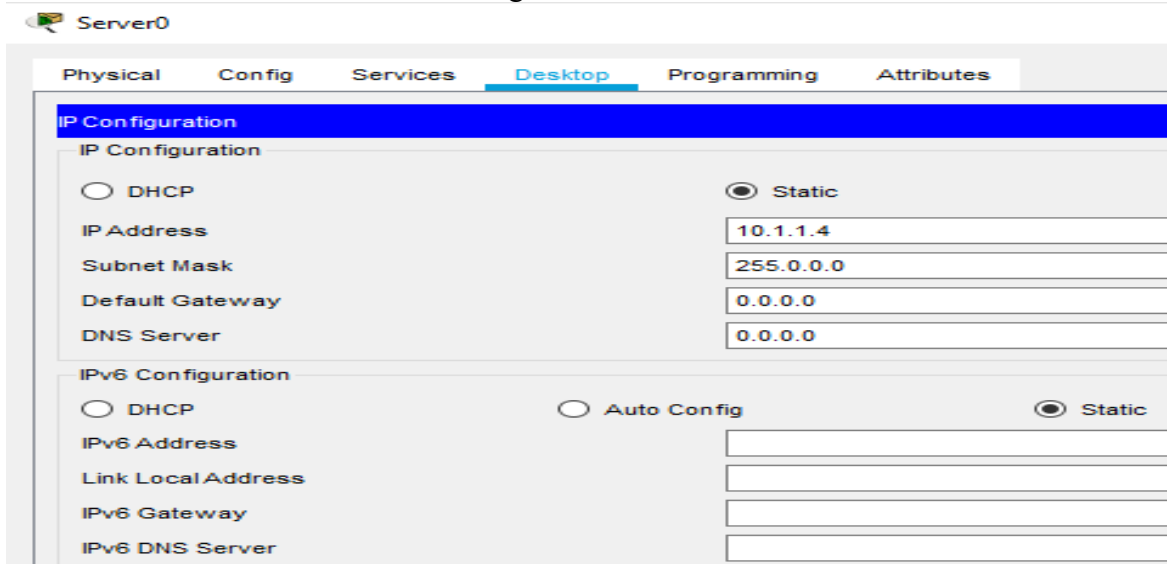 Server0
Physical Config Services Desktop Programming Attributes
IP Configuration
IP Configuration
DHCP Static
IP Address 10.1.1.4
Subnet Mask 255.0.0.0
Default Gateway 0.0.0.0
DNS Server 0.0.0.0
IPv6 Configuration
DHCP Auto Config Static
IPv6 Address
Link Local Address
IPv6 Gateway
IPv6 DNS Server